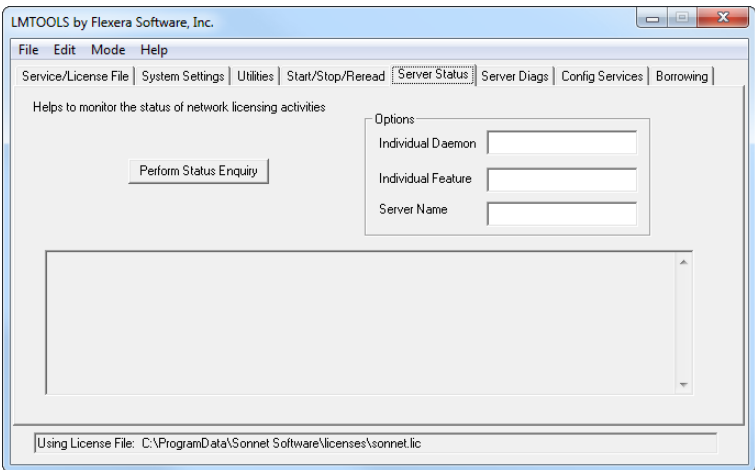 LMTOOLS by Flexera Software, Inc.
File Edit Mode Help
Service/License File System Settings Utilities Start/Stop/Reread Server Status Server Diags Config Services Borrowing
Helps to monitor the status of network licensing activities
Options
Individual Daemon
Perform Status Enquiry
Individual Feature
Server Name
Using License File: C:\ProgramData\Sonnet Software\licenses\sonnet.lic